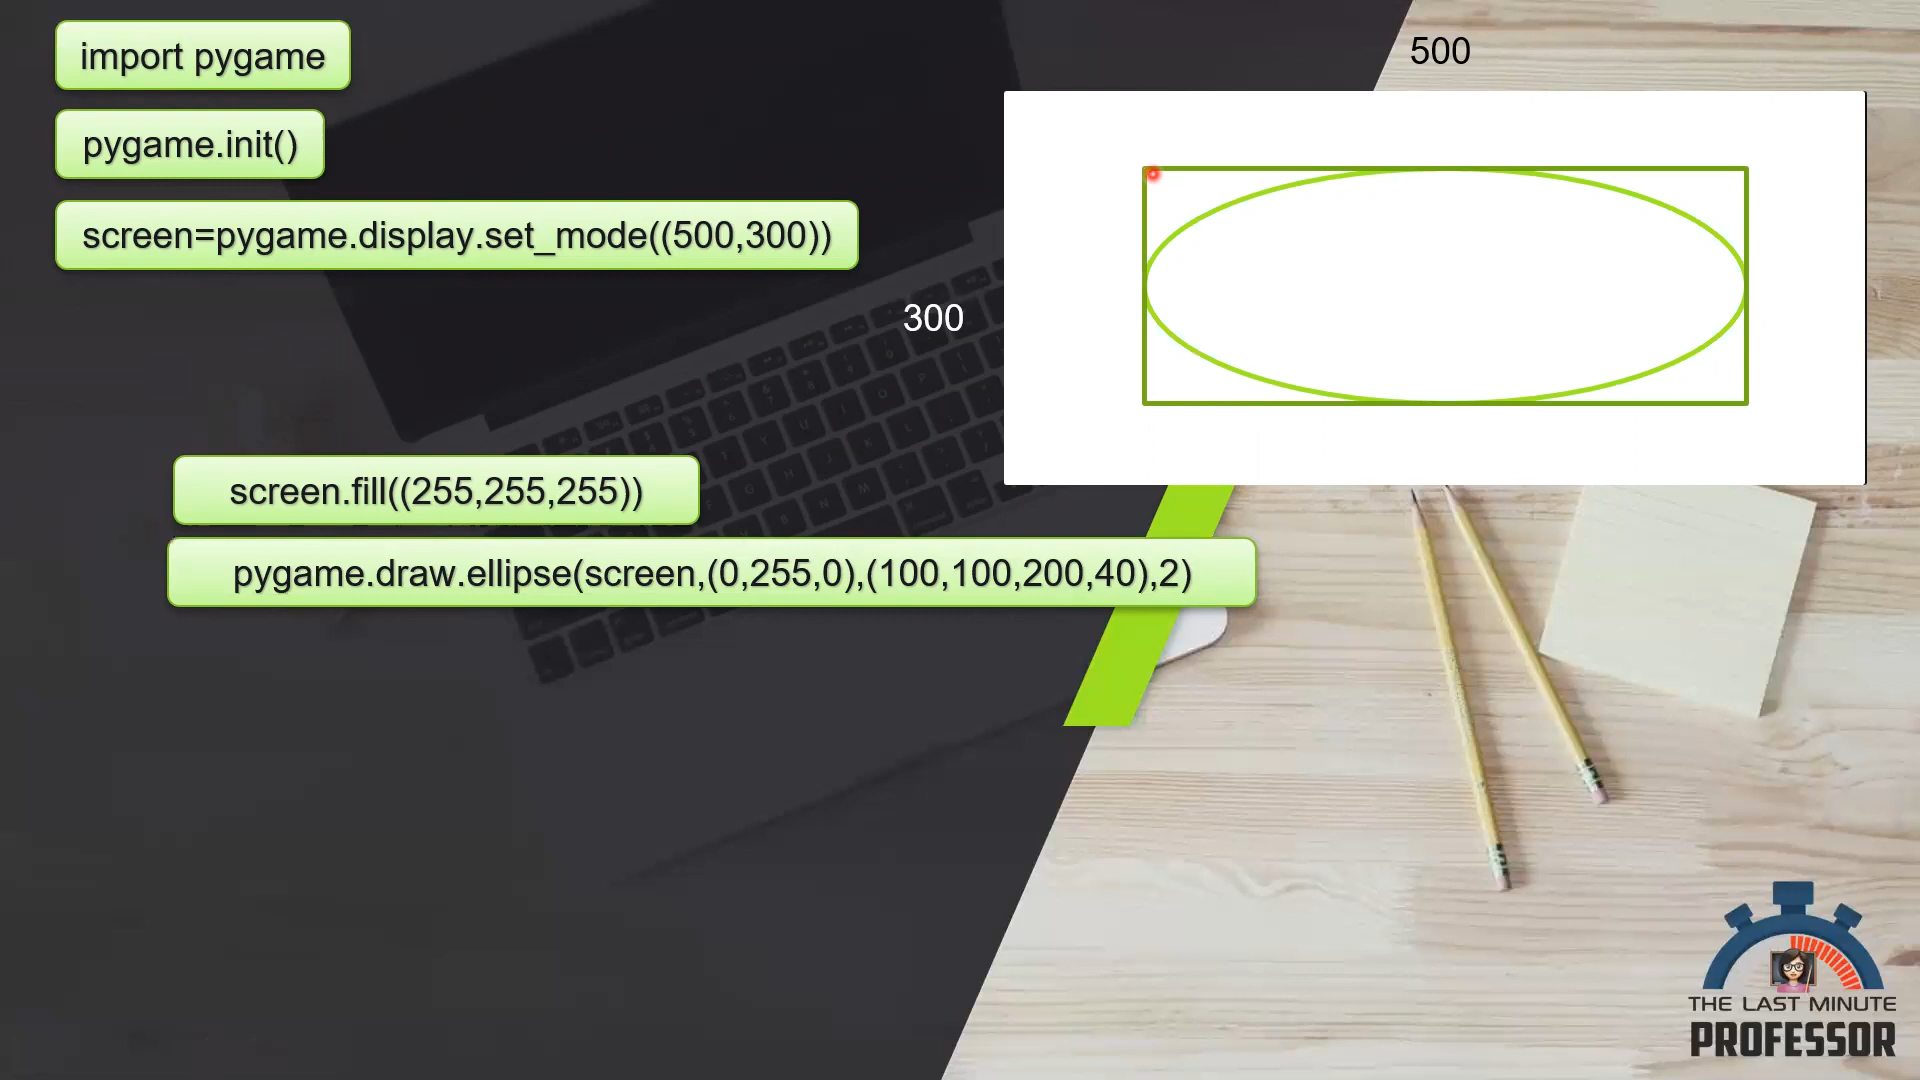 import pygame
500
pygame.init()
screen=pygame.display.set_mode((500,300))
300
screen.fill((255,255,255))
pygame.draw.ellipse(screen,(0,255,0),(100,100,200,40),2)
THE LAST MINUTE
PROFESSOR